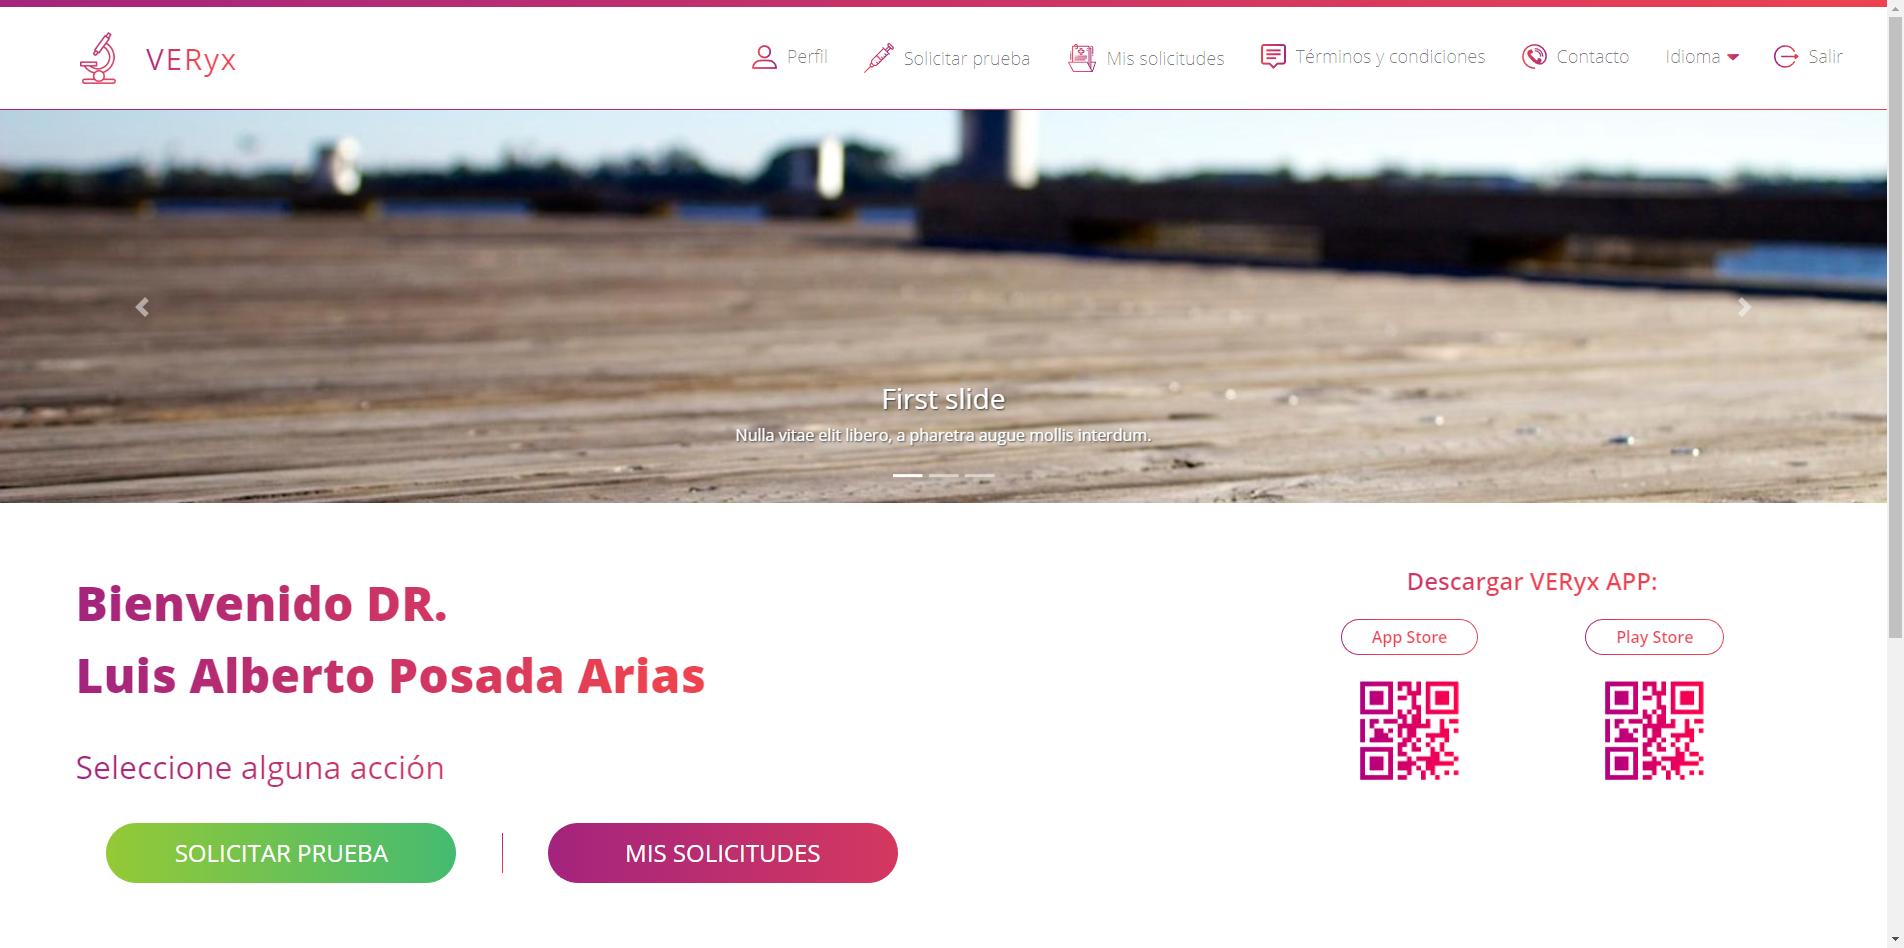 VERyx
Perfil
Solicitar prueba
Mis solicitudes
Términos y condiciones
Contacto
Idioma
Salir
First slide
Nulla vitae elit libero, a pharetra augue mollis interdum.
Bienvenido DR.
Luis Alberto Posada Arias
Seleccione alguna acción
SOLICITAR PRUEBA
MIS SOLICITUDES
Descargar VERyx APP:
App Store
Play Store